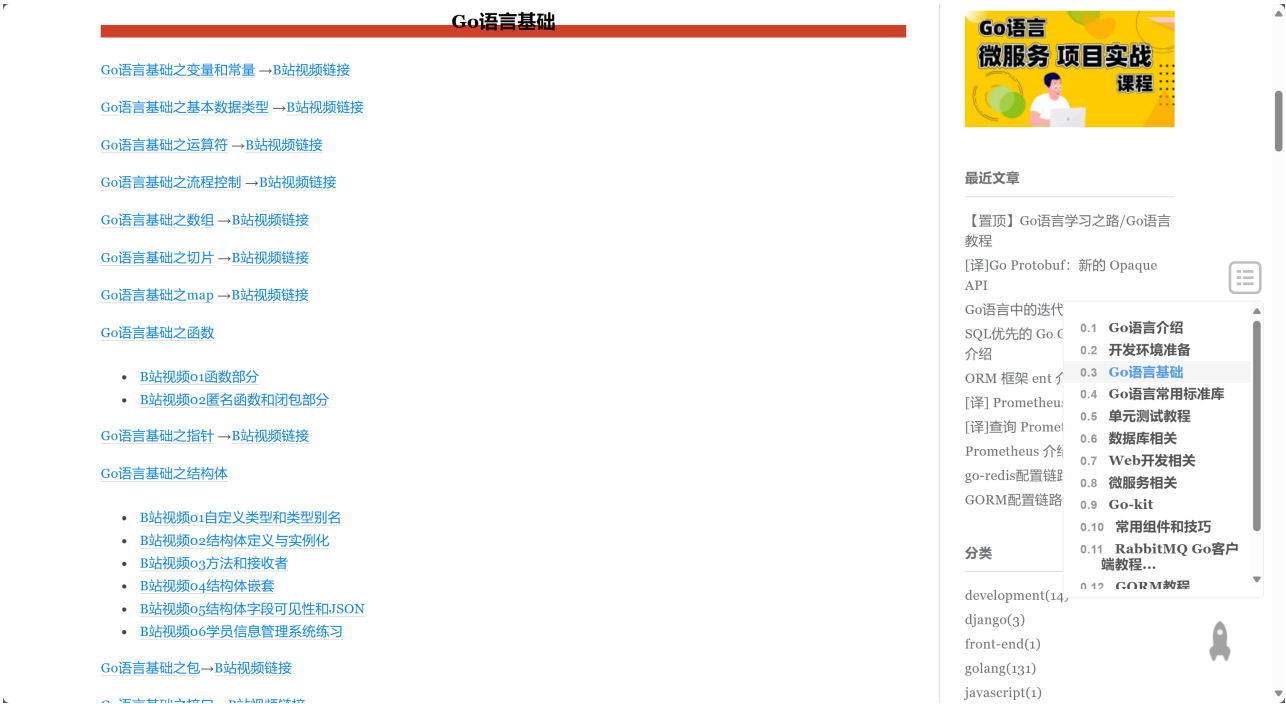 Go语言基础
Go语言基础之变量和常量 →B站视频链接
Go语言基础之基本数据类型 →B站视频链接
Go语言基础之运算符 →B站视频链接
Go语言基础之流程控制 →B站视频链接
Go语言基础之数组 →B站视频链接
Go语言基础之切片 →B站视频链接
Go语言基础之map →B站视频链接
Go语言基础之函数
B站视频01函数部分
B站视频02匿名函数和闭包部分
Go语言基础之指针 →B站视频链接
Go语言基础之结构体
B站视频01自定义类型和类型别名
B站视频02结构体定义与实例化
B站视频03方法和接收者
B站视频04结构体嵌套
B站视频05结构体字段可见性和JSON
B站视频06学员信息管理系统练习
Go语言基础之包→B站视频链接
Go语言基础之接口→B站视频链接
Go语言
微服务 项目实战
课程
最近文章
【置顶】Go语言学习之路/Go语言
教程
[译]Go Protobuf：新的 Opaque
API
Go语言中的迭代
SQL优先的 Go
介绍
ORM 框架 ent
[译] Prometheus
[译]查询 Promet
Prometheus 介绍
go-redis配置链路
GORM配置链路
分类
development(14)
django(3)
front-end(1)
golang(131)
javascript(1)
0.1 Go语言介绍
0.2 开发环境准备
0.3 Go语言基础
0.4 Go语言常用标准库
0.5 单元测试教程
0.6 数据库相关
0.7 Web开发相关
0.8 微服务相关
0.9 Go-kit
0.10 常用组件和技巧
0.11 RabbitMQ Go客户
端教程...
0.12 GORM教程